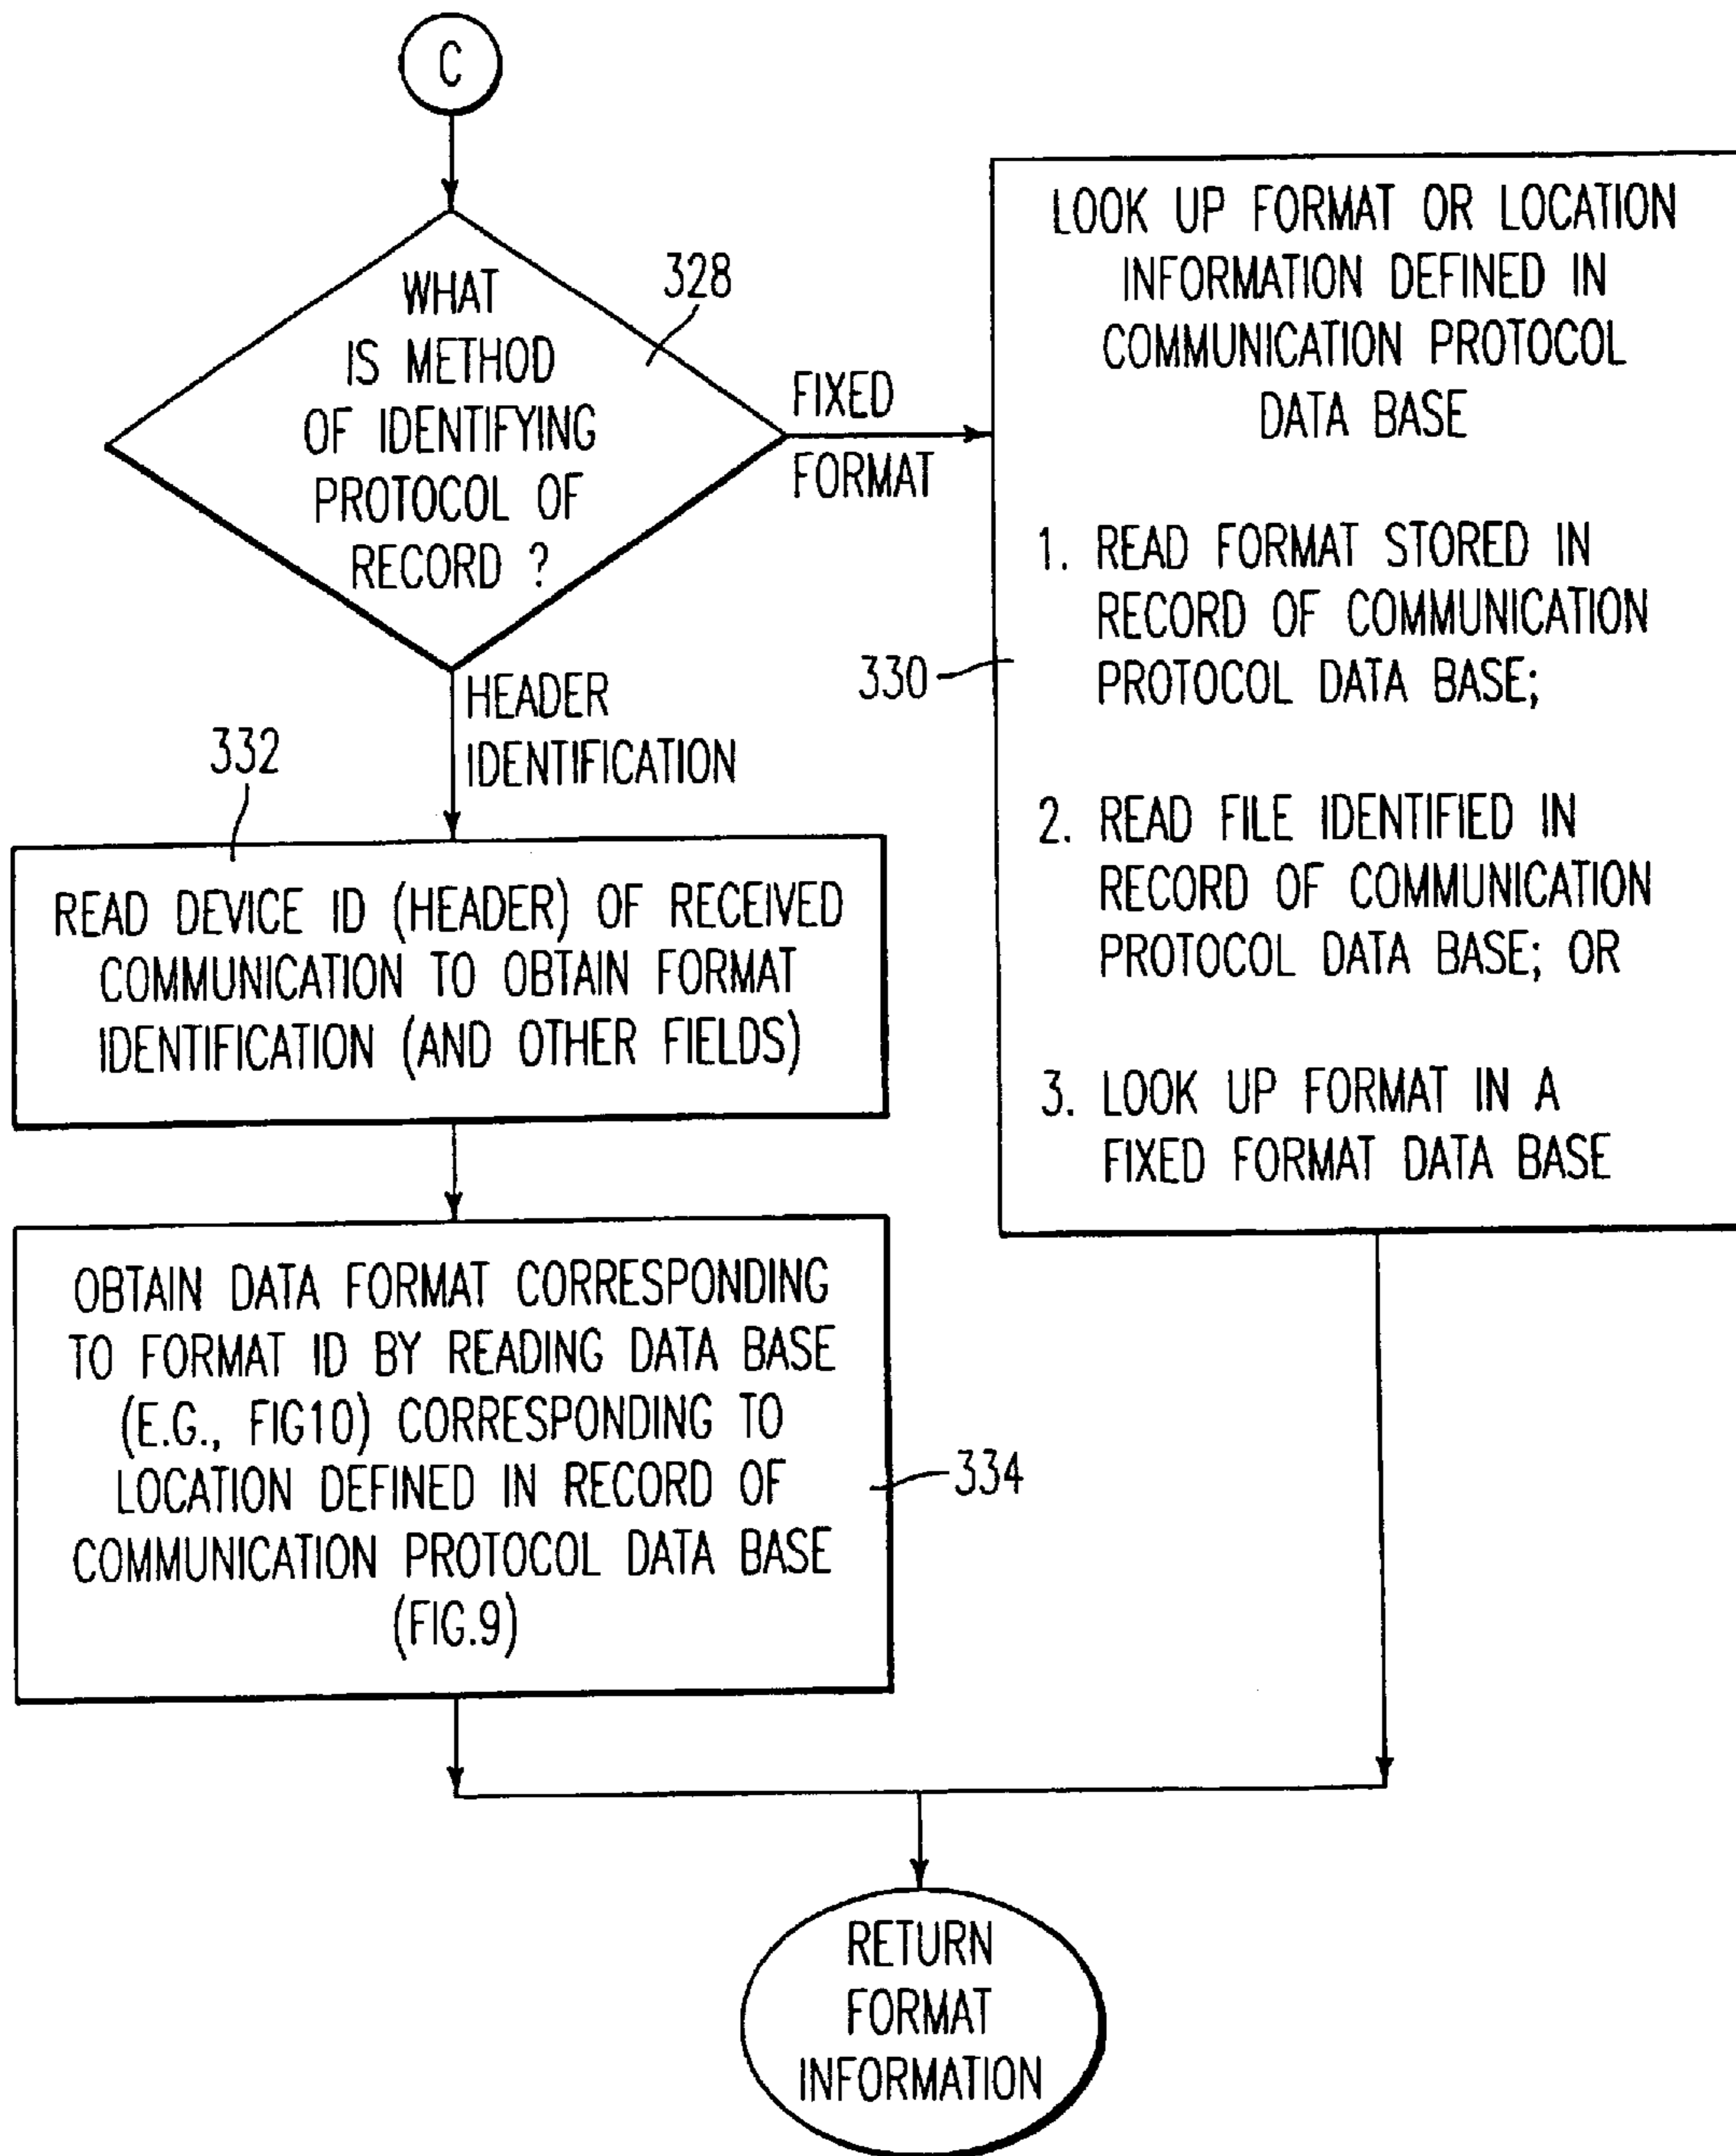 C
WHAT
IS METHOD
OF IDENTIFYING
PROTOCOL OF
RECORD ?
328
FIXED
FORMAT
LOOK UP FORMAT OR LOCATION
INFORMATION DEFINED IN
COMMUNICATION PROTOCOL
DATA BASE
1. READ FORMAT STORED IN
RECORD OF COMMUNICATION
PROTOCOL DATA BASE;
2. READ FILE IDENTIFIED IN
RECORD OF COMMUNICATION
PROTOCOL DATA BASE; OR
3. LOOK UP FORMAT IN A
FIXED FORMAT DATA BASE
330
HEADER
IDENTIFICATION
332
READ DEVICE ID (HEADER) OF RECEIVED
COMMUNICATION TO OBTAIN FORMAT
IDENTIFICATION (AND OTHER FIELDS)
OBTAIN DATA FORMAT CORRESPONDING
TO FORMAT ID BY READING DATA BASE
(E.G., FIG10) CORRESPONDING TO
LOCATION DEFINED IN RECORD OF
COMMUNICATION PROTOCOL DATA BASE
(FIG.9)
334
RETURN
FORMAT
INFORMATION